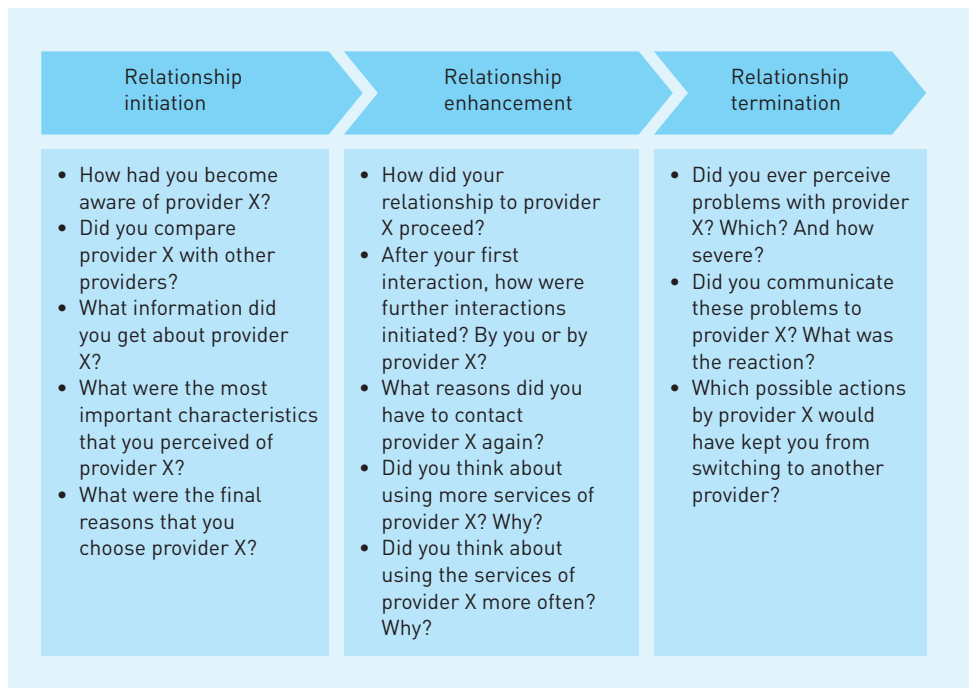 Relationship
initiation
Relationship
enhancement
Relationship
termination
• How had you become
aware of provider X?
• Did you compare
provider X with other
providers?
• What information did
you get about provider
X?
• What were the most
important characteristics
that you perceived of
provider X?
• What were the final
reasons that you
choose provider X?
• How did your
relationship to provider
X proceed?
• After your first
interaction, how were
further interactions
initiated? By you or by
provider X?
• What reasons did you
have to contact
provider X again?
• Did you think about
using more services of
provider X? Why?
• Did you think about
using the services of
provider X more often?
Why?
• Did you ever perceive
problems with provider
X? Which? And how
severe?
• Did you communicate
these problems to
provider X? What was
the reaction?
• Which possible actions
by provider X would
have kept you from
switching to another
provider?